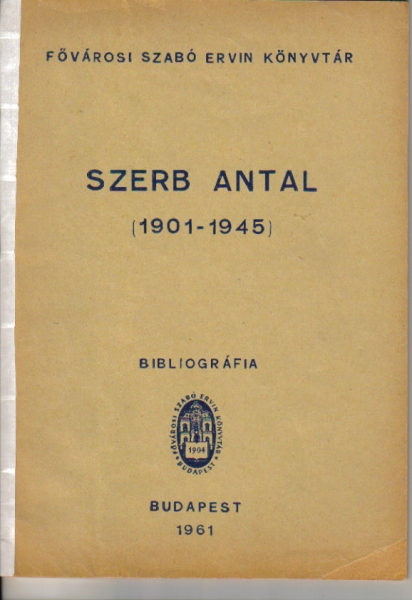 FŐVÁROSI SZABÓ ERVIN KÖNYVTÁR
SZERB ANTAL
(1901-1945)
BIBLIOGRÁFIA
FŐVÁROSI SZABÓ ERVIN KÖNYVTÁR
1904
BUDAPEST
BUDAPEST
1961